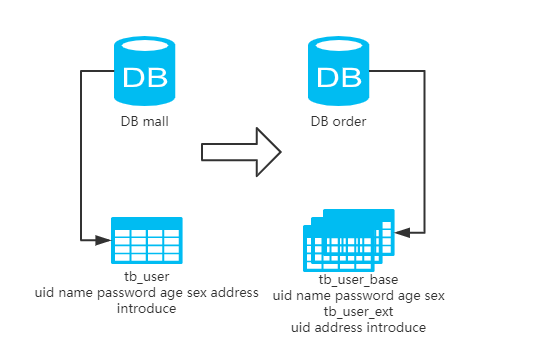 DB
DB
DB mall
DB order
tb_user
uid name password age sex address
introduce
tb_user_base
uid name password age sex
tb_user_ext
uid address introduce